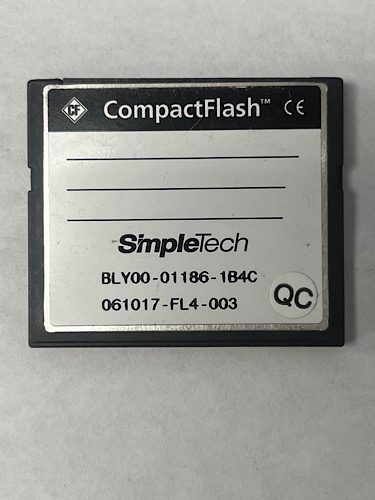 CF CompactFlash™ CE
SimpleTech
BLY00-01186-1B4C
061017-FL4-003
QC